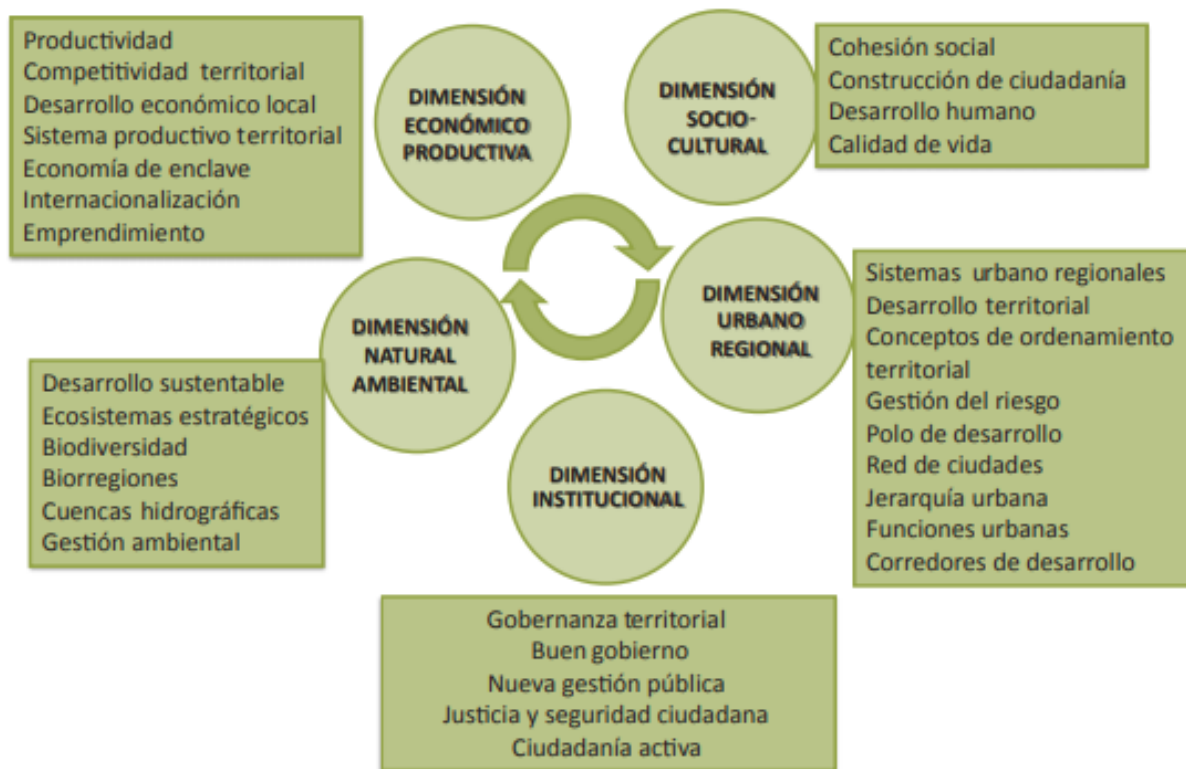 Productividad
Competitividad territorial
Desarrollo económico local
Sistema productivo territorial
Economía de enclave
Internacionalización
Emprendimiento
DIMENSIÓN
ECONÓMICO
PRODUCTIVA
DIMENSIÓN
SOCIO-
CULTURAL
Cohesión social
Construcción de ciudadanía
Desarrollo humano
Calidad de vida
DIMENSIÓN
NATURAL
AMBIENTAL
Desarrollo sustentable
Ecosistemas estratégicos
Biodiversidad
Biorregiones
Cuencas hidrográficas
Gestión ambiental
DIMENSIÓN
URBANO
REGIONAL
Sistemas urbano regionales
Desarrollo territorial
Conceptos de ordenamiento
territorial
Gestión del riesgo
Polo de desarrollo
Red de ciudades
Jerarquía urbana
Funciones urbanas
Corredores de desarrollo
DIMENSIÓN
INSTITUCIONAL
Gobernanza territorial
Buen gobierno
Nueva gestión pública
Justicia y seguridad ciudadana
Ciudadanía activa